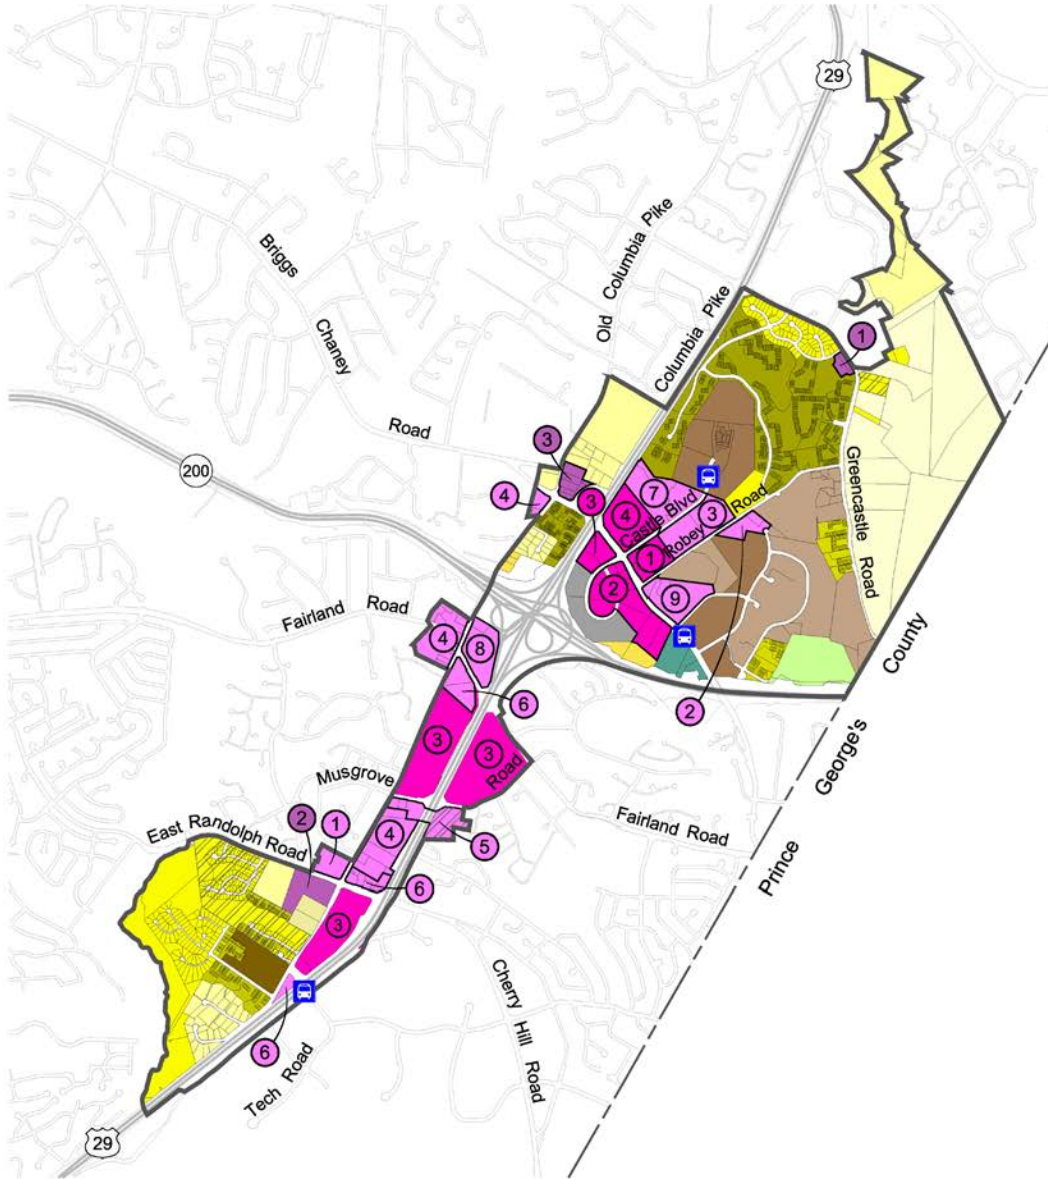 29
Old Columbia Pike
Columbia Pike
Briggs
Chaney
Road
1
3
200
4
3
7
4
Castle Blvd
3
Road
Robey
1
Greencastle Road
2
9
Fairland Road
4
8
6
2
County
George's
Prince
3
3
Road
Musgrove
Fairland Road
East Randolph Road
2
1
4
5
6
3
Cherry Hill Road
6
Tech Road
29